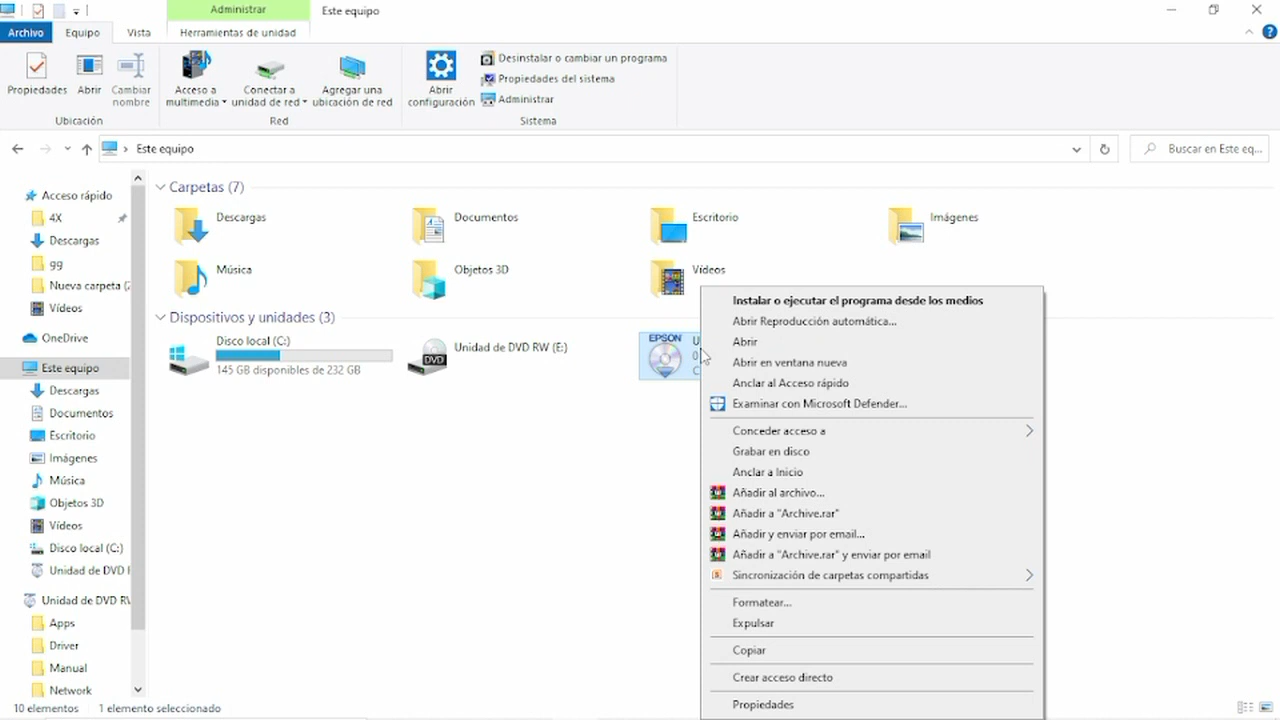 Administrar
Este equipo
Archivo
Equipo
Vista
Herramientas de unidad
Propiedades
Abrir
Cambiar nombre
Ubicación
Acceso a multimedia
Conectar a unidad de red
Agregar una ubicación de red
Red
Abrir configuración
Desinstalar o cambiar un programa
Propiedades del sistema
Administrar
Sistema
Este equipo
Buscar en Este eq...
Acceso rápido
4X
Descargas
gg
Nueva carpeta (2
Vídeos
OneDrive
Este equipo
Descargas
Documentos
Escritorio
Imágenes
Música
Objetos 3D
Vídeos
Disco local (C:)
Unidad de DVD
Unidad de DVD RW
Apps
Driver
Manual
Network
Carpetas (7)
Descargas
Documentos
Escritorio
Imágenes
Música
Objetos 3D
Vídeos
Dispositivos y unidades (3)
Disco local (C:)
145 GB disponibles de 232 GB
DVD
Unidad de DVD RW (E:)
EPSON
U
0
C
Instalar o ejecutar el programa desde los medios
Abrir Reproducción automática...
Abrir
Abrir en ventana nueva
Anclar al Acceso rápido
Examinar con Microsoft Defender...
Conceder acceso a
Grabar en disco
Anclar a Inicio
Añadir al archivo...
Añadir a "Archive.rar"
Añadir y enviar por email...
Añadir a "Archive.rar" y enviar por email
Sincronización de carpetas compartidas
Formatear...
Expulsar
Copiar
Crear acceso directo
Propiedades
10 elementos
1 elemento seleccionado